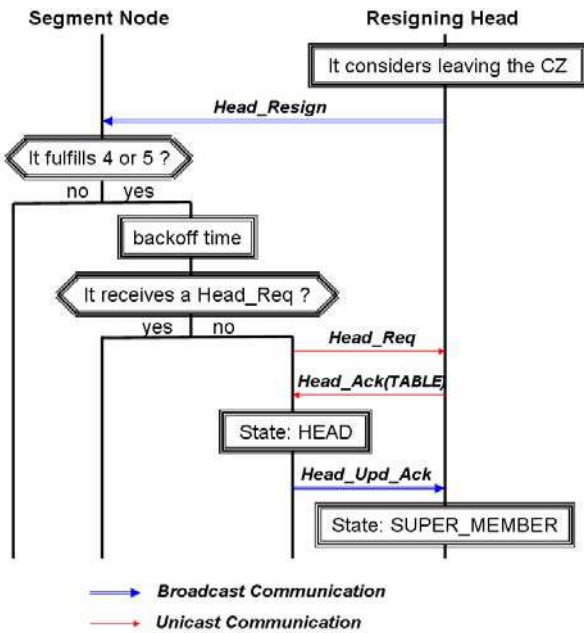 Segment Node
Resigning Head
It considers leaving the CZ
Head_Resign
It fulfills 4 or 5 ?
no yes
backoff time
It receives a Head_Req ?
yes no
Head_Req
Head_Ack(TABLE)
State: HEAD
Head_Upd_Ack
State: SUPER_MEMBER
Broadcast Communication
Unicast Communication